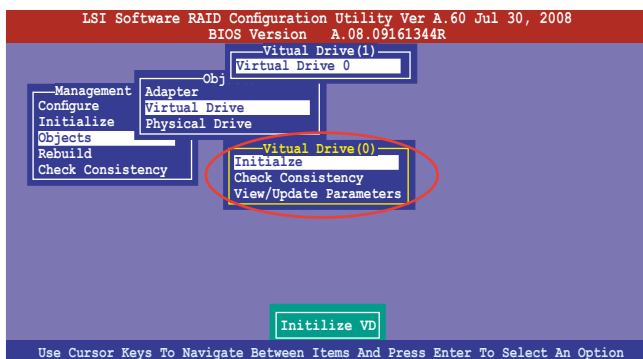 LSI Software RAID Configuration Utility Ver A.60 Jul 30, 2008
BIOS Version A.08.09161344R
Vitual Drive(1)
Virtual Drive 0
Obj
Adapter
Virtual Drive
Physical Drive
Management
Configure
Initialize
Objects
Rebuild
Check Consistency
Vitual Drive(0)
Initialze
Check Consistency
View/Update Parameters
Initilize VD
Use Cursor Keys To Navigate Between Items And Press Enter To Select An Option